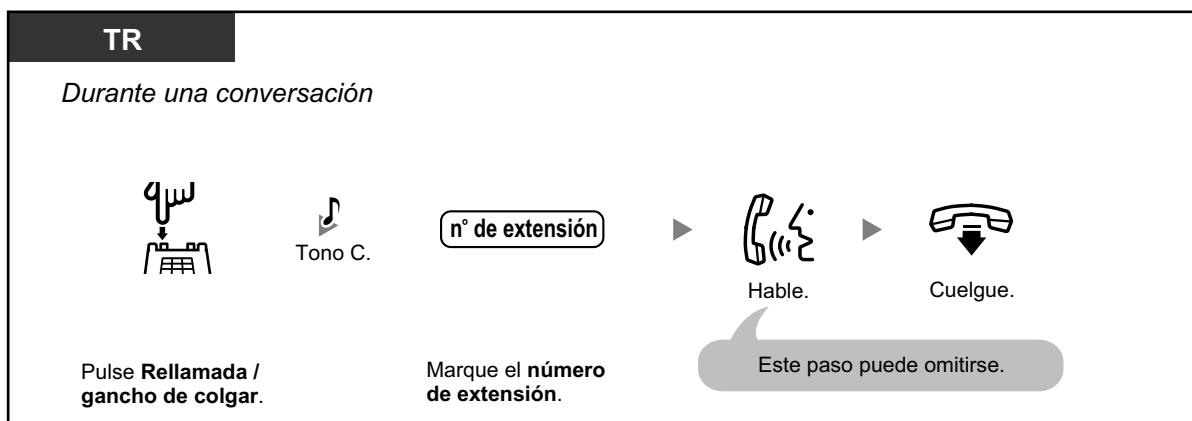 TR
Durante una conversación
Tono C.
n° de extensión
Hable.
Cuelgue.
Pulse Rellamada /
gancho de colgar.
Marque el número
de extensión.
Este paso puede omitirse.